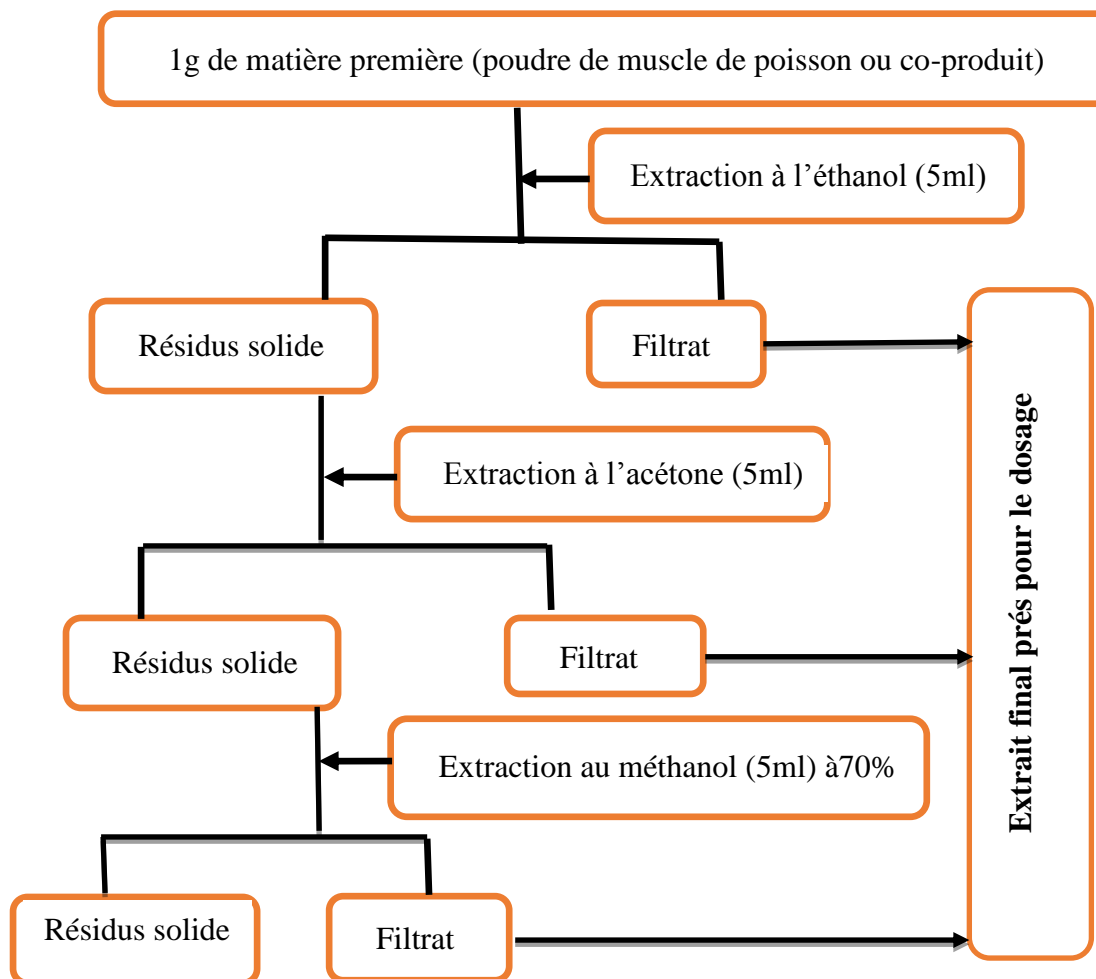 1g de matière première (poudre de muscle de poisson ou co-produit)
Extraction à l’éthanol (5ml)
Résidus solide
Filtrat
Extraction à l’acétone (5ml)
Résidus solide
Filtrat
Extraction au méthanol (5ml) à70%
Résidus solide
Filtrat
Extrait final prés pour le dosage